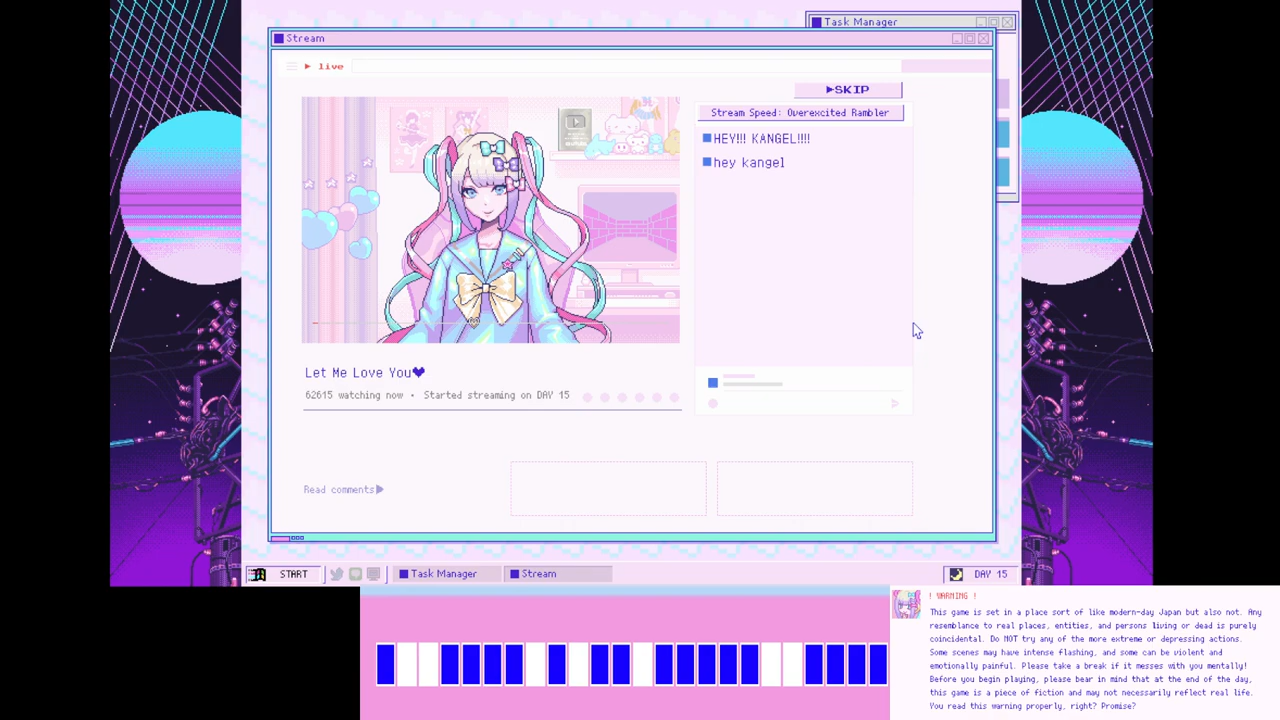 Task Manager
Stream
live
▶SKIP
Stream Speed: Overexcited Rambler
HEY!!! KANGEL!!!!
hey kangel
Let Me Love You♥
62615 watching now • Started streaming on DAY 15
Read comments▶
START
Task Manager
Stream
DAY 15
! WARNING !
This game is set in a place sort of like modern-day Japan but also not. Any
resemblance to real places, entities, and persons living or dead is purely
coincidental. Do NOT try any of the more extreme or depressing actions.
Some scenes may have intense flashing, and some can be violent and
emotionally painful. Please take a break if it messes with you mentally!
Before you begin playing, please bear in mind that at the end of the day,
this game is a piece of fiction and may not necessarily reflect real life.
You read this warning properly, right? Promise?